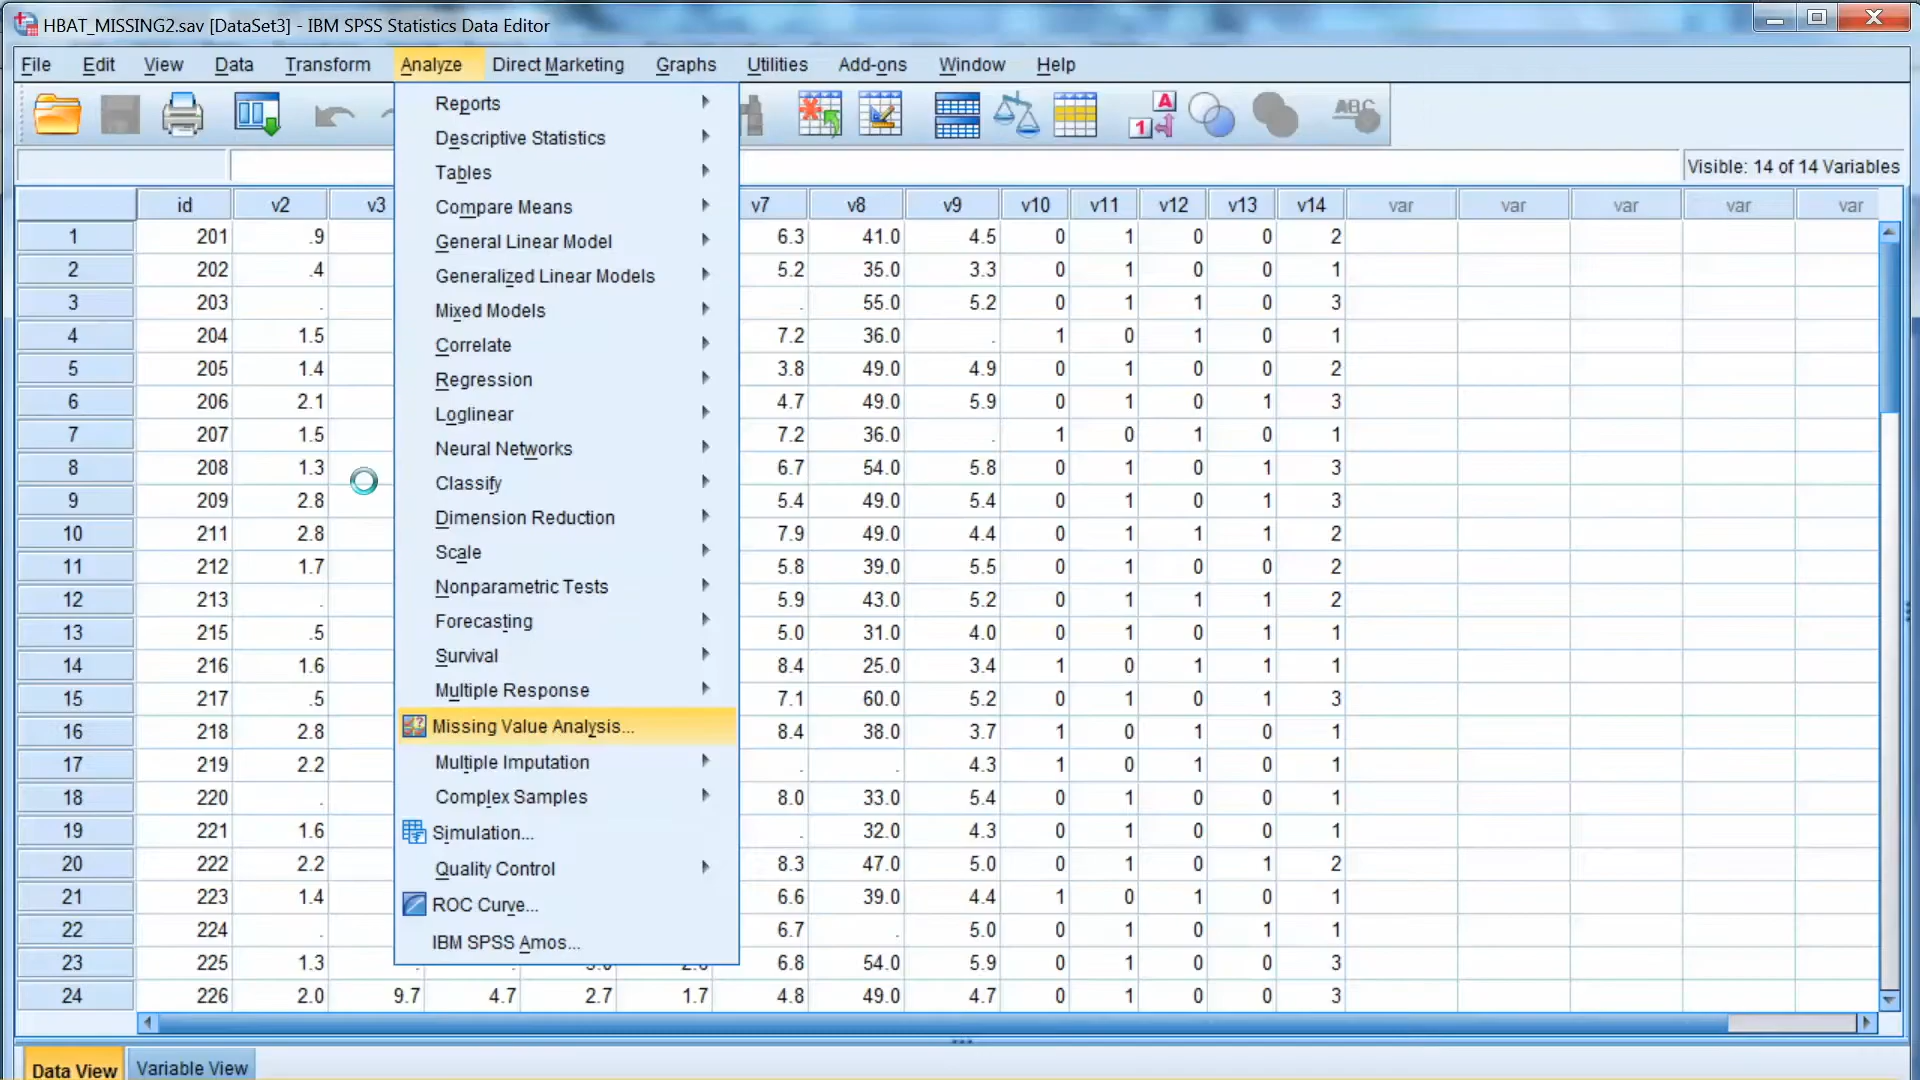 HBAT_MISSING2.sav [DataSet3] - IBM SPSS Statistics Data Editor
File Edit View Data Transform Analyze Direct Marketing Graphs Utilities Add-ons Window Help
A
1
ABC
Visible: 14 of 14 Variables
Reports
Descriptive Statistics
Tables
Compare Means
General Linear Model
Generalized Linear Models
Mixed Models
Correlate
Regression
Loglinear
Neural Networks
Classify
Dimension Reduction
Scale
Nonparametric Tests
Forecasting
Survival
Multiple Response
Missing Value Analysis...
Multiple Imputation
Complex Samples
Simulation...
Quality Control
ROC Curve...
IBM SPSS Amos...
id v2 v3 v7 v8 v9 v10 v11 v12 v13 v14 var var var var var
1 201 .9 6.3 41.0 4.5 0 1 0 0 2
2 202 .4 5.2 35.0 3.3 0 1 0 0 1
3 203 . . 55.0 5.2 0 1 1 0 3
4 204 1.5 7.2 36.0 . 1 0 1 0 1
5 205 1.4 3.8 49.0 4.9 0 1 0 0 2
6 206 2.1 4.7 49.0 5.9 0 1 0 1 3
7 207 1.5 7.2 36.0 . 1 0 1 0 1
8 208 1.3 6.7 54.0 5.8 0 1 0 1 3
9 209 2.8 5.4 49.0 5.4 0 1 0 1 3
10 211 2.8 7.9 49.0 4.4 0 1 1 0 2
11 212 1.7 5.8 39.0 5.5 0 1 0 0 2
12 213 . 5.9 43.0 5.2 0 1 1 1 2
13 215 .5 5.0 31.0 4.0 0 1 0 1 1
14 216 1.6 8.4 25.0 3.4 1 0 1 1 1
15 217 .5 7.1 60.0 5.2 0 1 0 1 3
16 218 2.8 8.4 38.0 3.7 1 0 1 0 1
17 219 2.2 . . 4.3 1 0 1 0 1
18 220 . 8.0 33.0 5.4 0 1 0 0 1
19 221 1.6 . 32.0 4.3 0 1 0 0 1
20 222 2.2 8.3 47.0 5.0 0 1 0 1 2
21 223 1.4 6.6 39.0 4.4 1 0 1 0 1
22 224 . 6.7 . 5.0 0 1 0 1 1
23 225 1.3 6.8 54.0 5.9 0 1 0 0 3
24 226 2.0 9.7 4.7 2.7 1.7 4.8 49.0 4.7 0 1 0 0 3
Data View Variable View